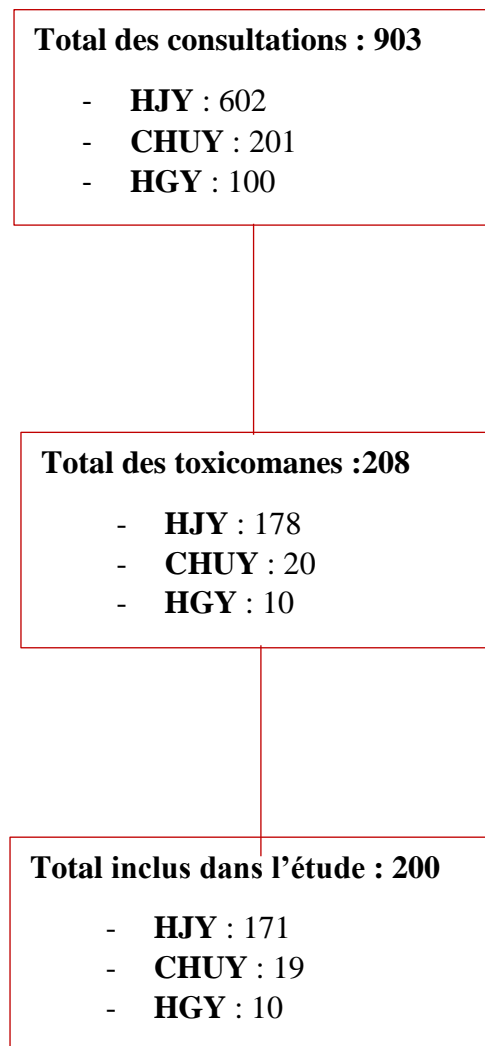 Total des consultations : 903
- HJY : 602
- CHUY : 201
- HGY : 100
Total des toxicomanes :208
- HJY : 178
- CHUY : 20
- HGY : 10
Total inclus dans l’étude : 200
- HJY : 171
- CHUY : 19
- HGY : 10